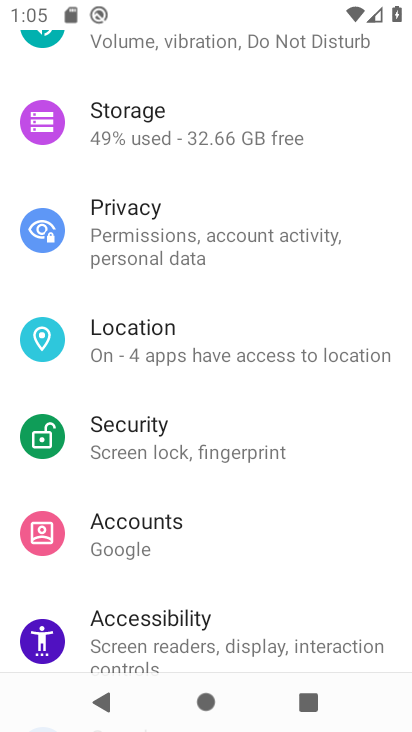 1:05
Volume, vibration, Do Not Disturb
Storage
49% used - 32.66 GB free
Privacy
Permissions, account activity,
personal data
Location
On - 4 apps have access to location
Security
Screen lock, fingerprint
Accounts
Google
Accessibility
Screen readers, display, interaction
controls